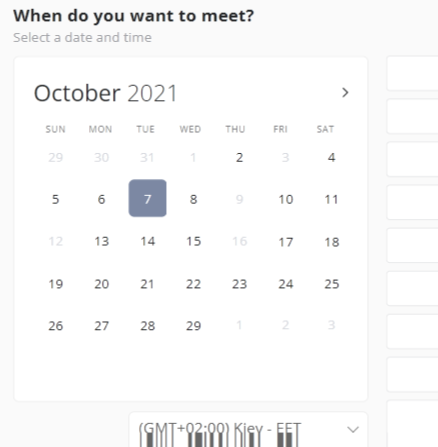 When do you want to meet?
Select a date and time
October 2021
SUN MON TUE WED THU FRI SAT
29 30 31 1 2 3 4
5 6 7 8 9 10 11
12 13 14 15 16 17 18
19 20 21 22 23 24 25
26 27 28 29 1 2 3
(GMT+02:00) Kiev - EET